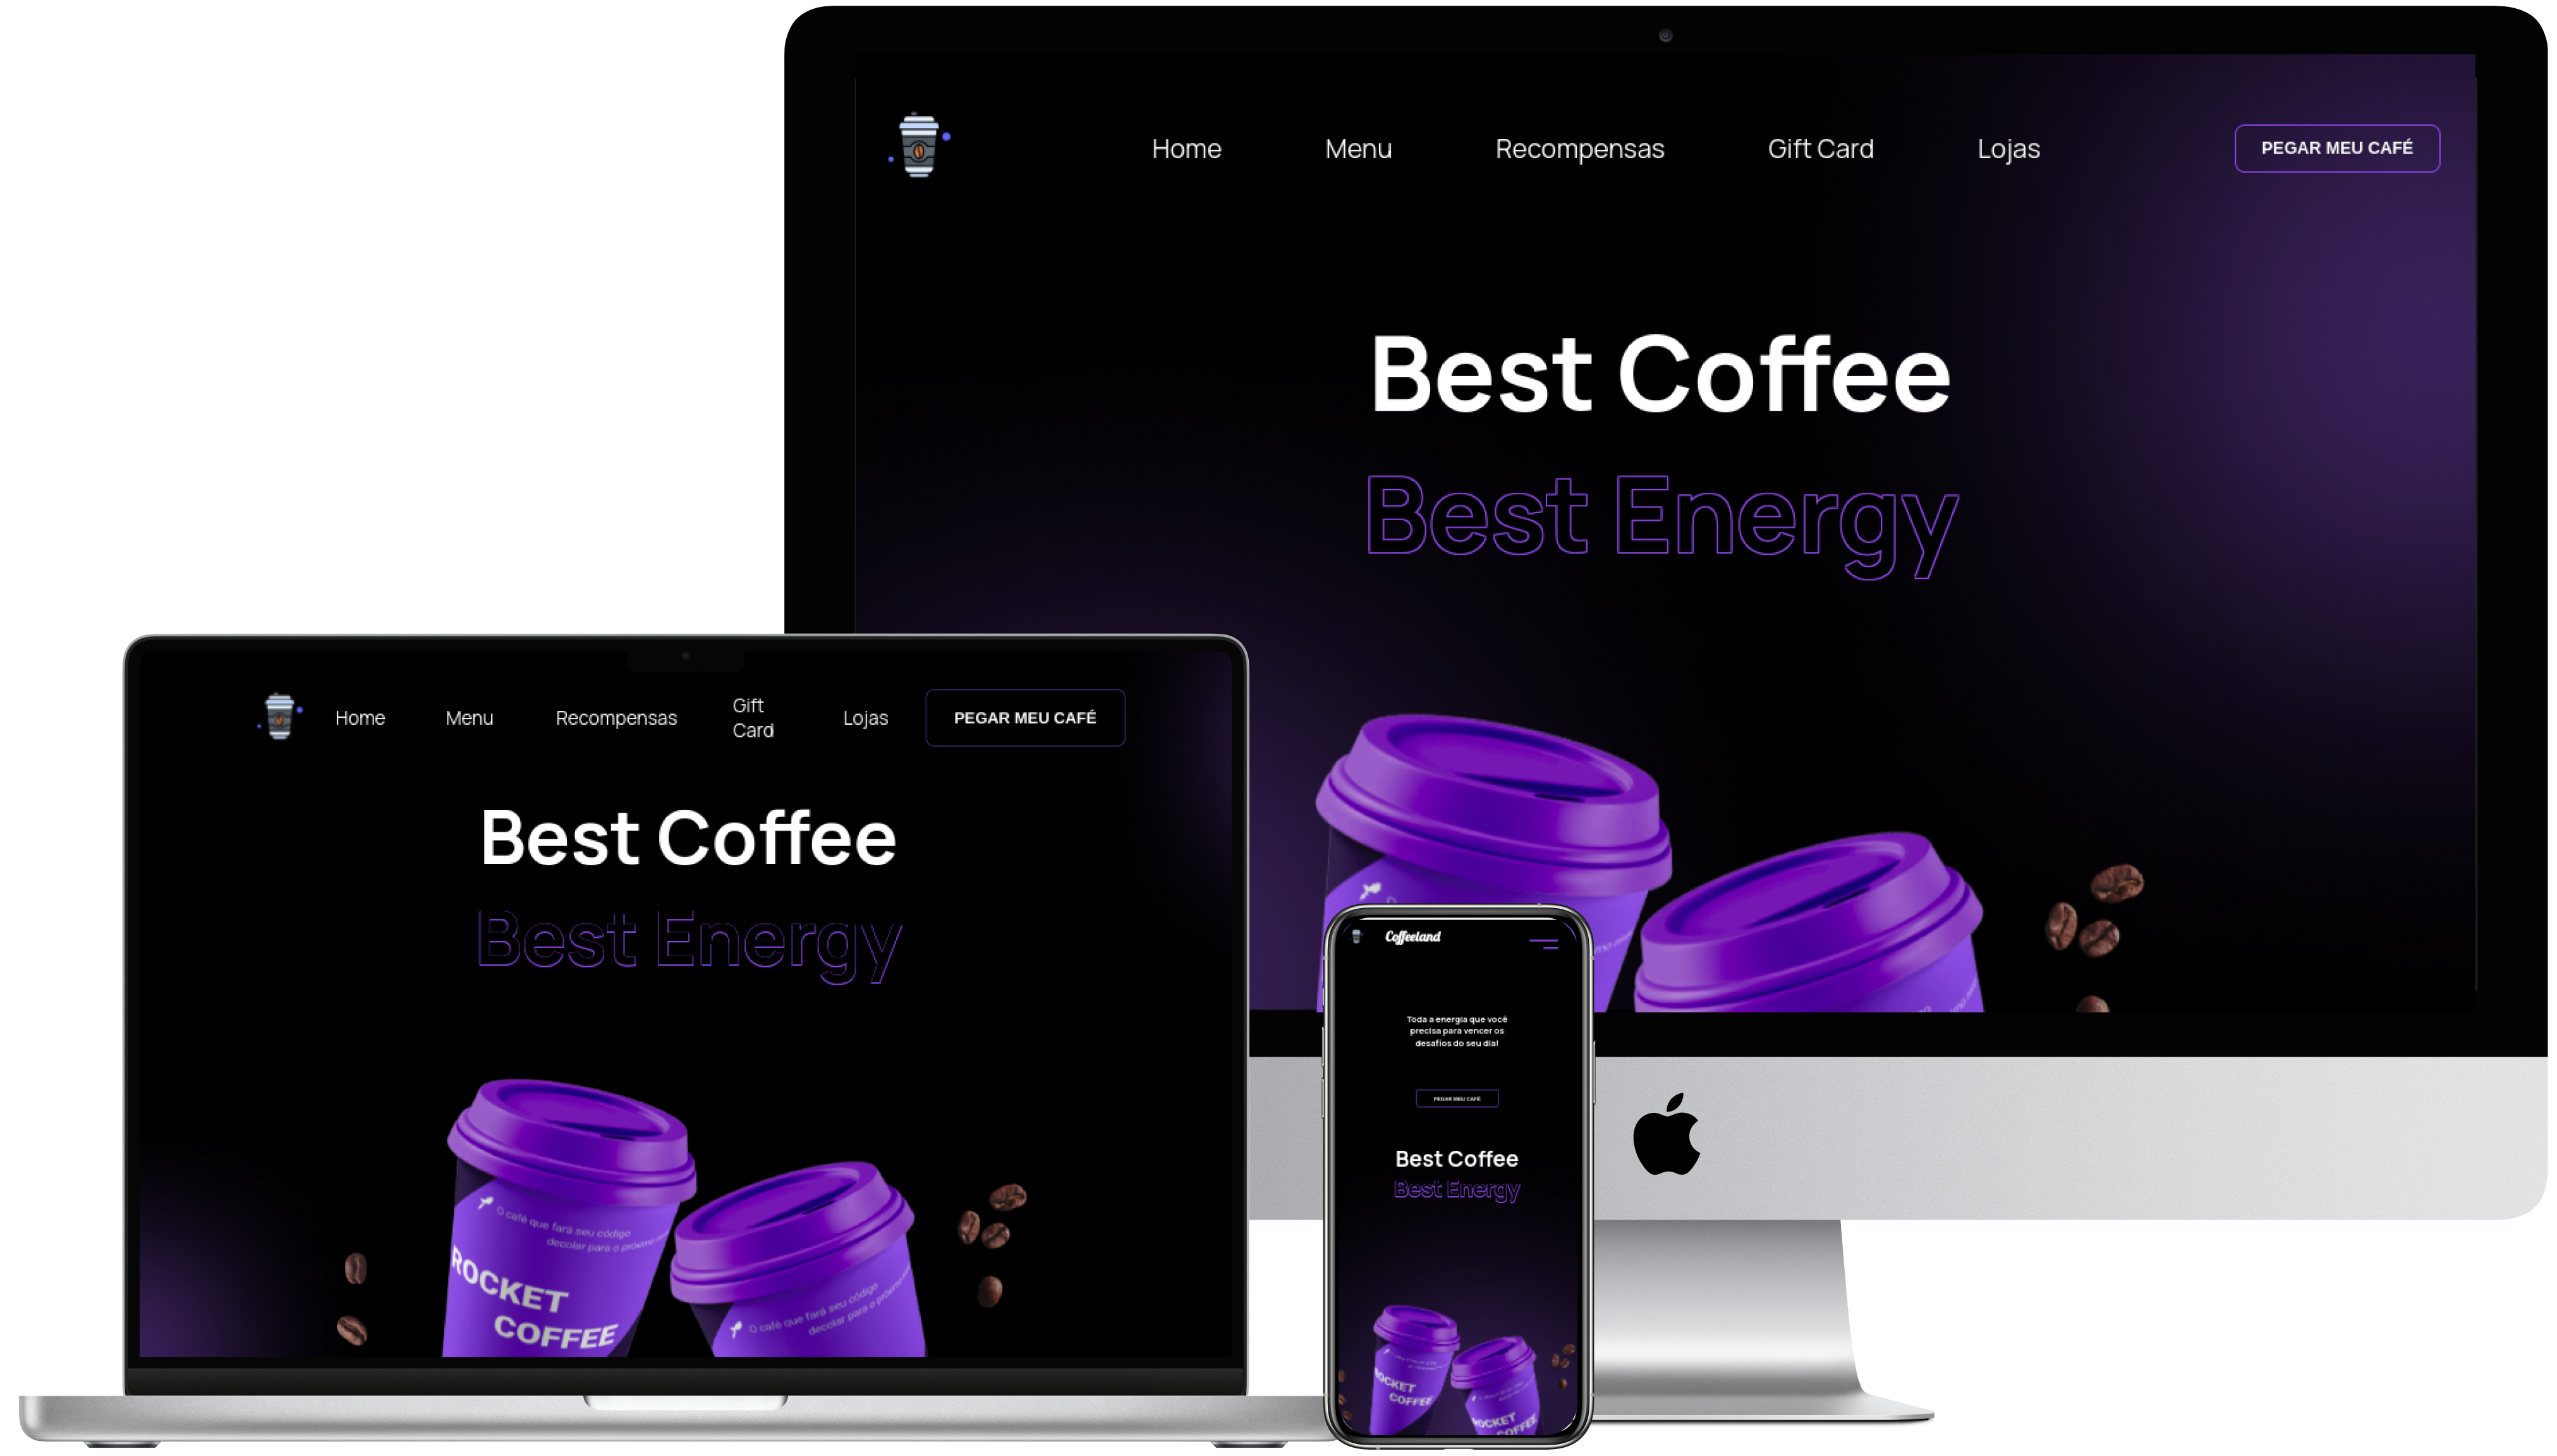 Home Menu Recompensas Gift Card Lojas PEGAR MEU CAFÉ
Best Coffee
Best Energy
Home Menu Recompensas Gift
Card Lojas PEGAR MEU CAFÉ
Best Coffee
Best Energy
O café que fará seu código
decolar para o próximo
ROCKET
COFFEE
O café que fará seu código
decolar para o próximo
Coffeeland
Toda a energia que você
precisa para vencer os
desafios do seu dia!
PEGAR MEU CAFÉ
Best Coffee
Best Energy
ROCKET
COFFEE
ROCKET
COFFEE